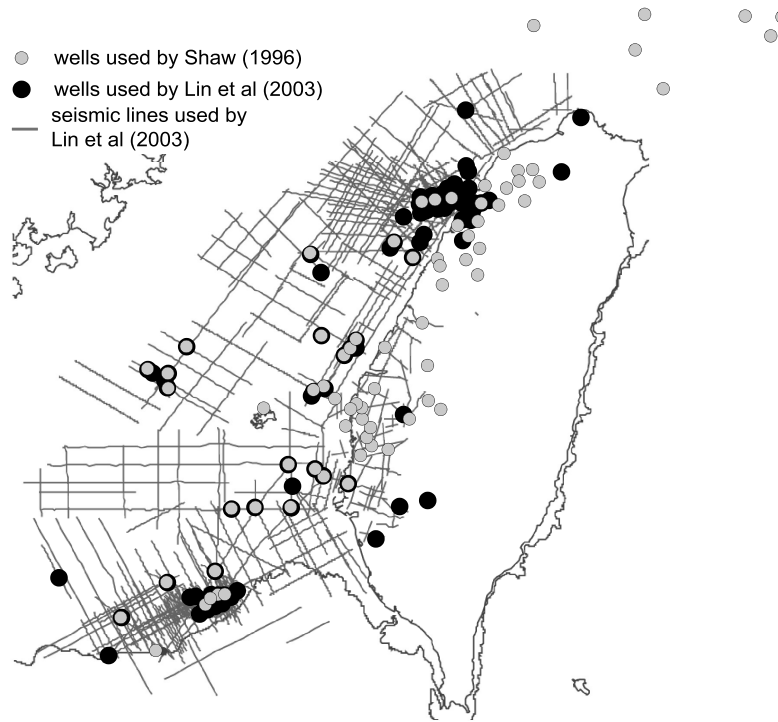 wells used by Shaw (1996)
wells used by Lin et al (2003)
seismic lines used by
Lin et al (2003)